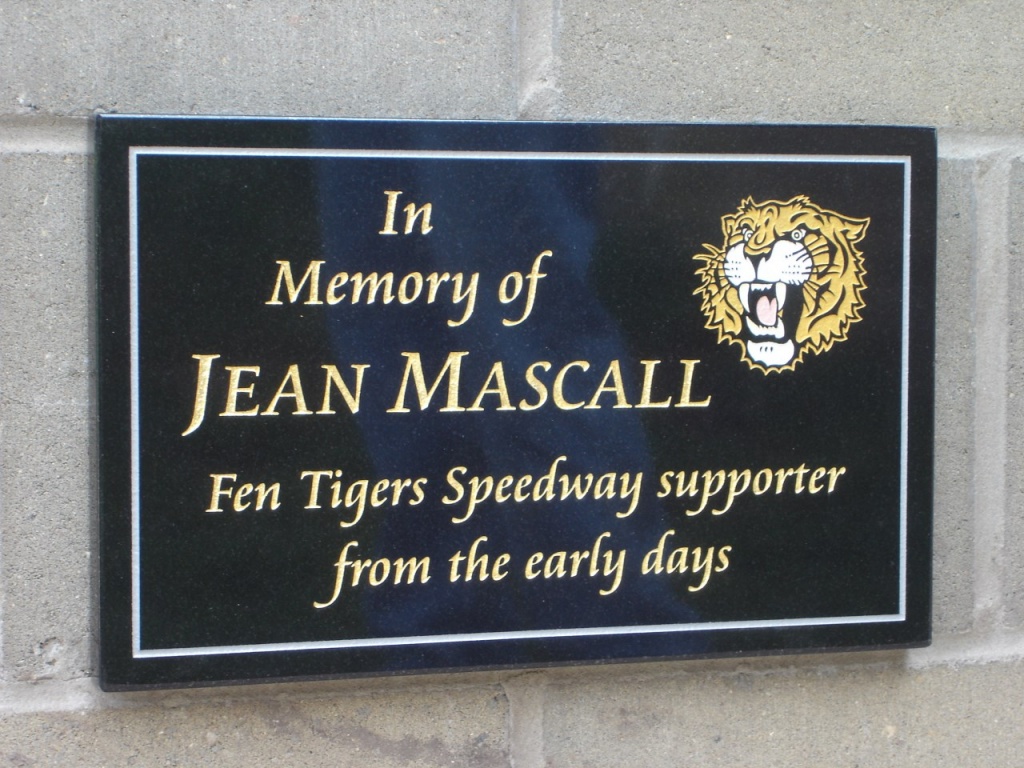 In
Memory of
JEAN MASCALL
Fen Tigers Speedway supporter
from the early days